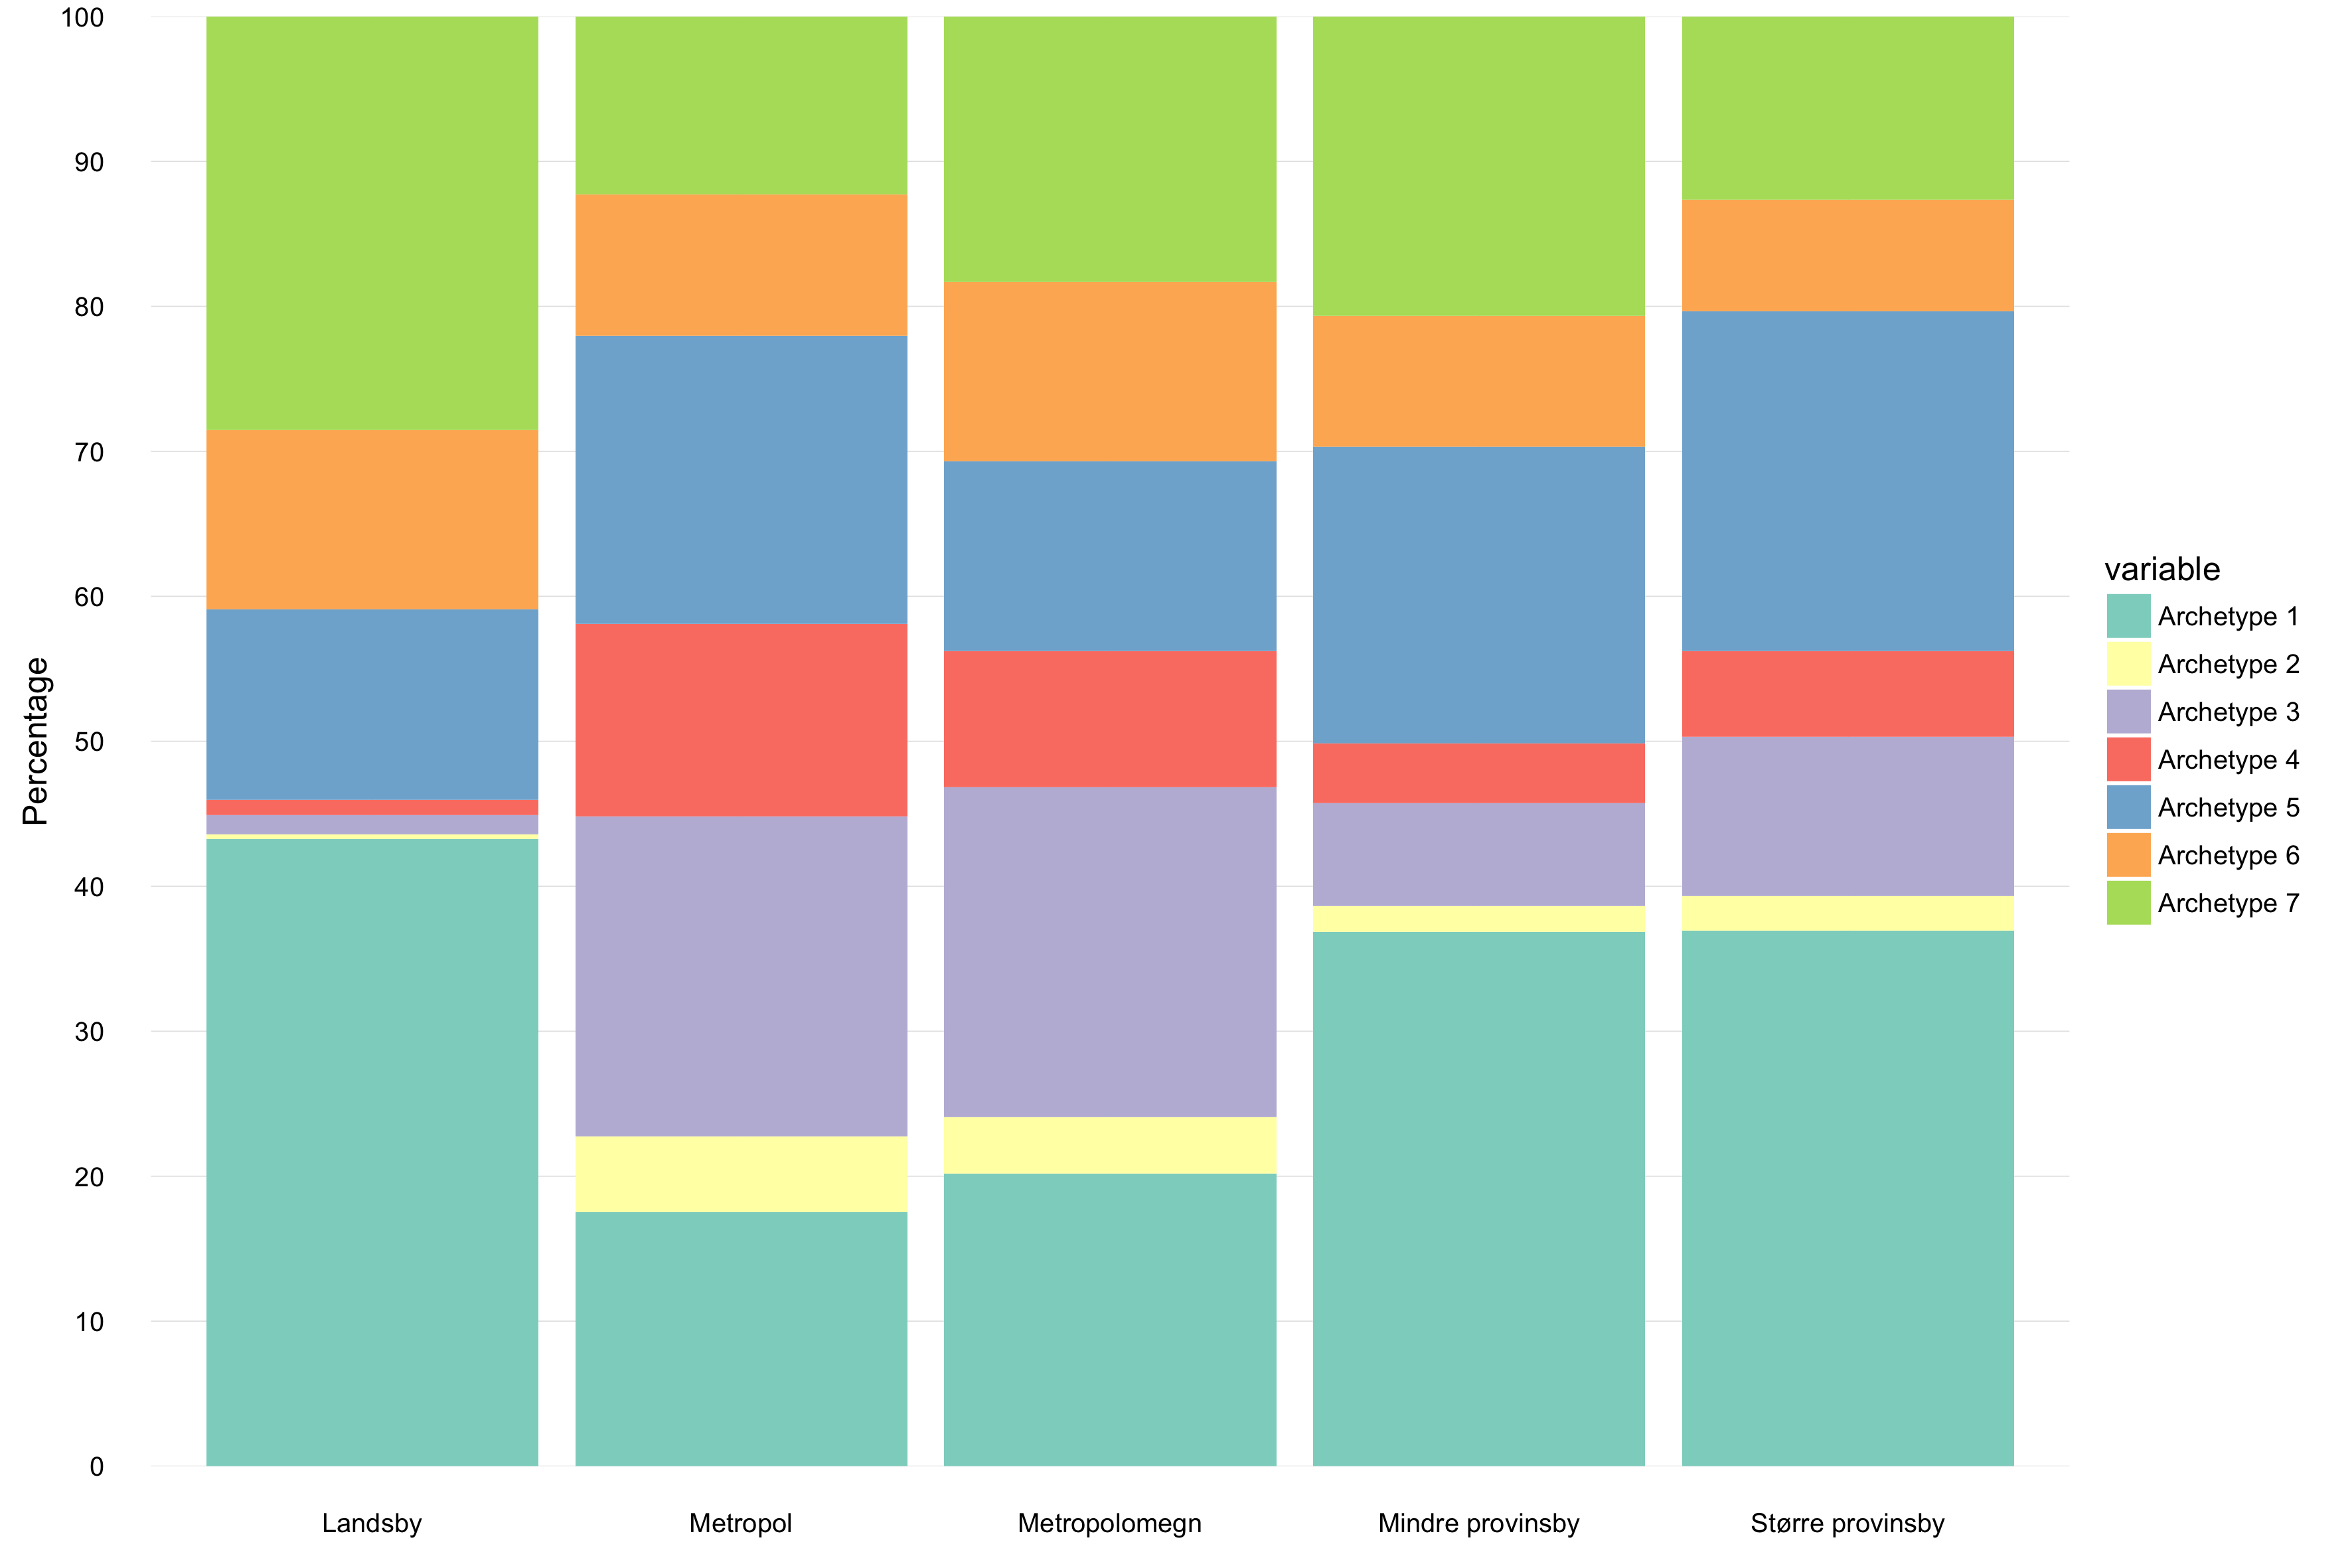 Percentage
100
90
80
70
60
50
40
30
20
10
0
Landsby
Metropol
Metropolomegn
Mindre provinsby
Større provinsby
variable
Archetype 1
Archetype 2
Archetype 3
Archetype 4
Archetype 5
Archetype 6
Archetype 7